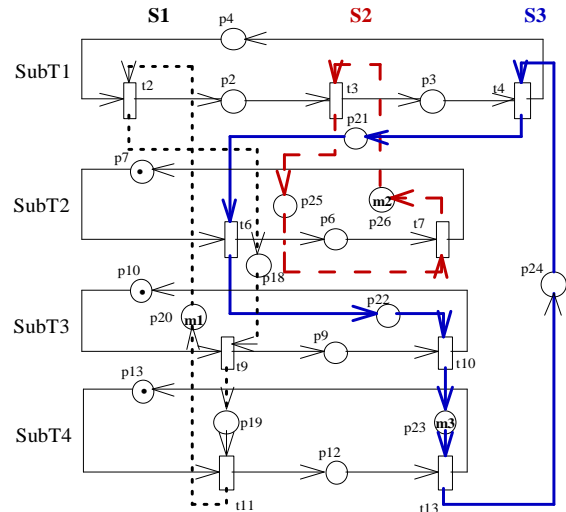 S1 S2 S3
p4
SubT1
t2 p2 t3 p3 t4
p21
p7
SubT2
p25 m2
p26
t6 p6 t7
p18
p10
p24
SubT3
p20 m1 p22
t9 p9 t10
p13
SubT4
p19 p23 m3
p12
t11 t13